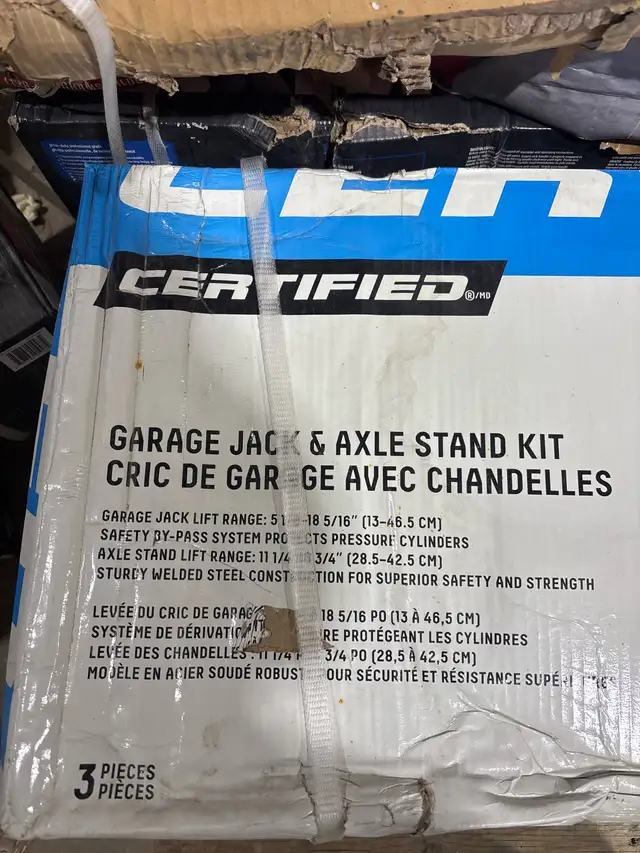 CERTIFIED®/MD
GARAGE JACK & AXLE STAND KIT
CRIC DE GARAGE AVEC CHANDELLES
GARAGE JACK LIFT RANGE: 5 18 5/16" (13-46.5 CM)
SAFETY BY-PASS SYSTEM PROTECTS PRESSURE CYLINDERS
AXLE STAND LIFT RANGE: 11 1/4 3/4" (28.5-42.5 CM)
STURDY WELDED STEEL CONSTRUCTION FOR SUPERIOR SAFETY AND STRENGTH
LEVÉE DU CRIC DE GARAGE 18 5/16 PO (13 À 46,5 CM)
SYSTÈME DE DÉRIVATION PROTÉGEANT LES CYLINDRES
LEVÉE DES CHANDELLES : 11 1/4 3/4 PO (28,5 À 42,5 CM)
MODÈLE EN ACIER SOUDÉ ROBUSTE POUR SÉCURITÉ ET RÉSISTANCE SUPÉRIEURES
3 PIECES
PIÈCES